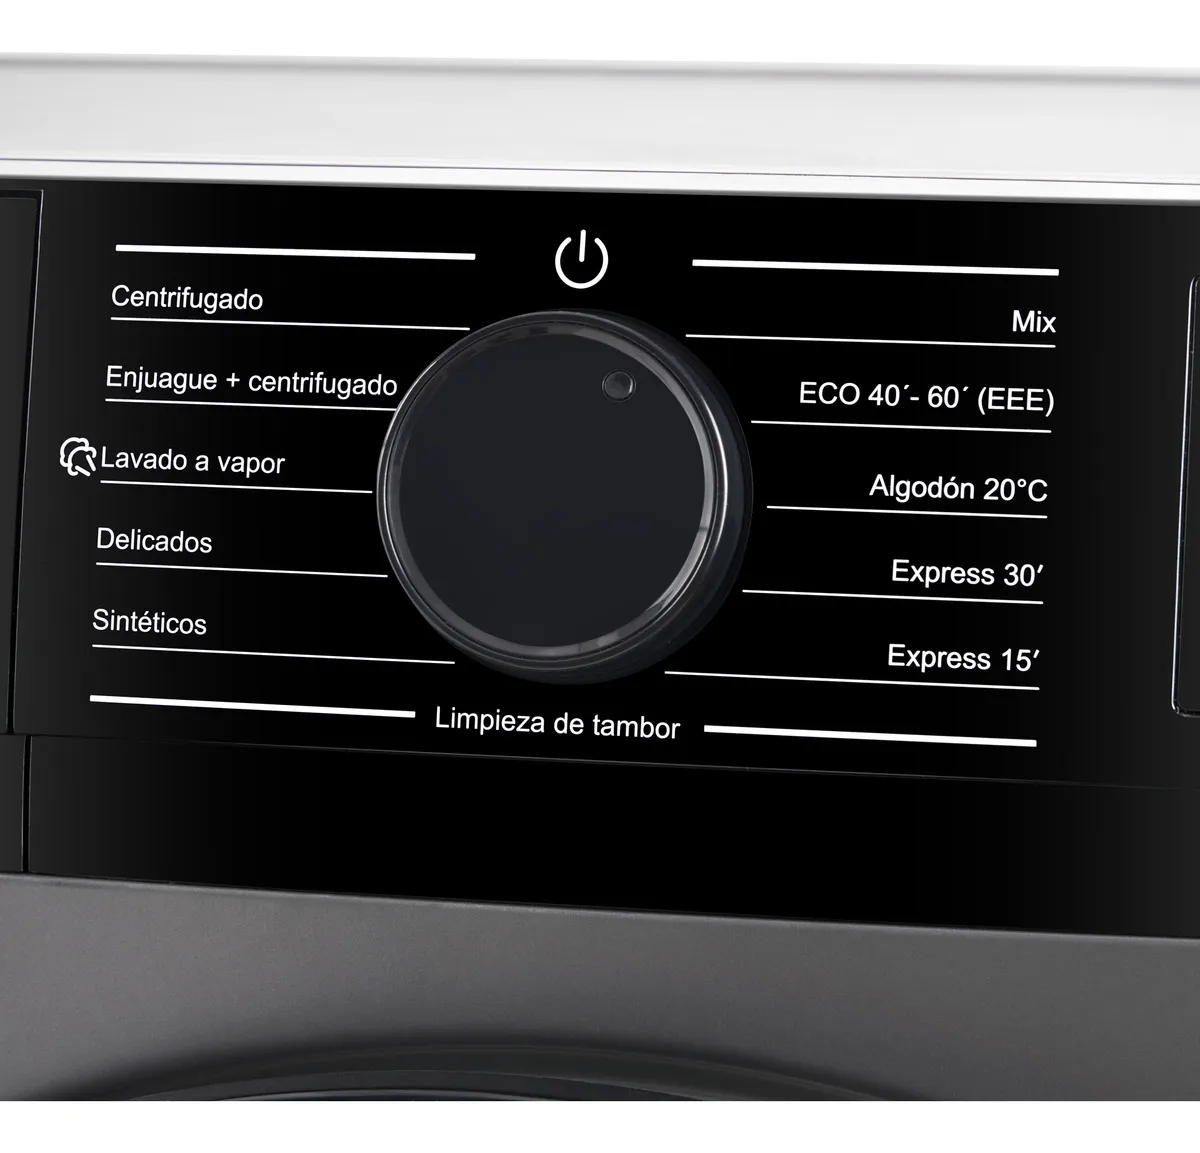 Centrifugado
Enjuague + centrifugado
Lavado a vapor
Delicados
Sintéticos
Mix
ECO 40´- 60´ (EEE)
Algodón 20°C
Express 30′
Express 15′
Limpieza de tambor